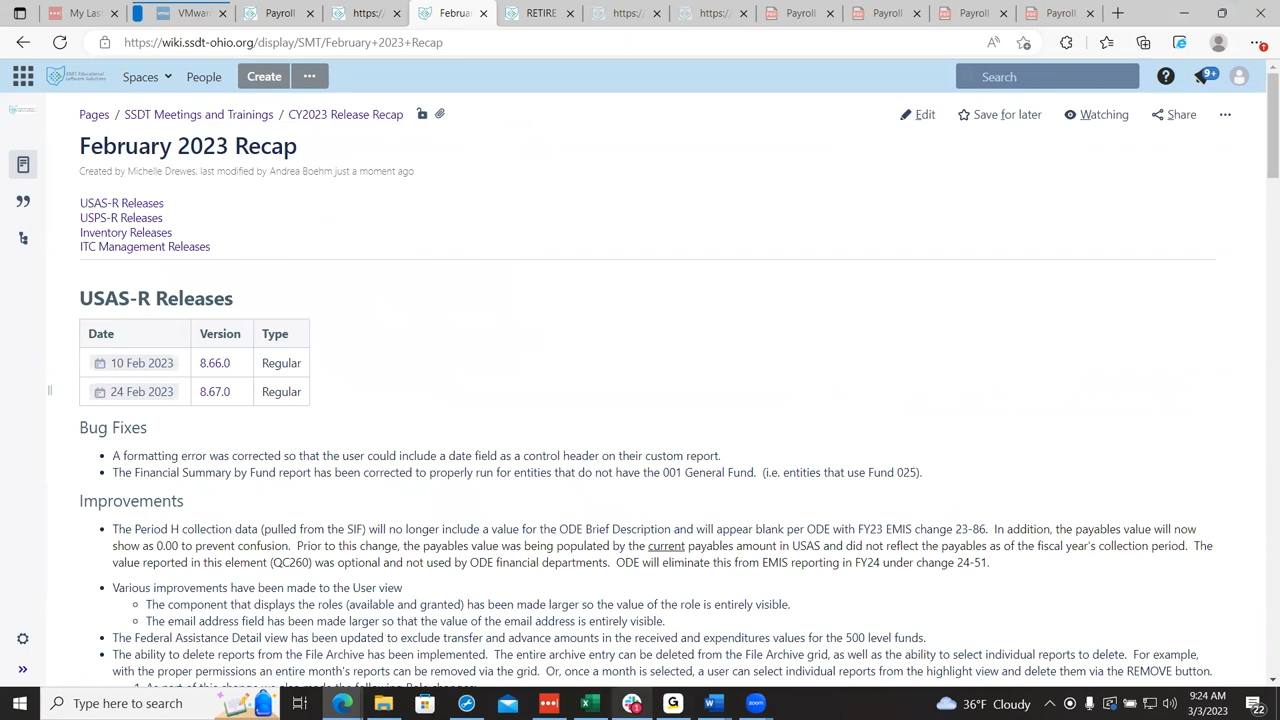 VMwar
Payroll
https:/
Februa
RETIRE
https:/
https:/
Payroll
Payroll
Payroll
Payroll
https://wiki.ssdt-ohio.org/display/SMT/February+2023+Recap
Spaces People Create ••• Search 9+
Pages / SSDT Meetings and Trainings / CY2023 Release Recap
Edit Save for later Watching Share •••
February 2023 Recap
Created by Michelle Drewes, last modified by Andrea Boehm just a moment ago
USAS-R Releases
USPS-R Releases
Inventory Releases
ITC Management Releases
USAS-R Releases
Date Version Type
10 Feb 2023 8.66.0 Regular
24 Feb 2023 8.67.0 Regular
Bug Fixes
• A formatting error was corrected so that the user could include a date field as a control header on their custom report.
• The Financial Summary by Fund report has been corrected to properly run for entities that do not have the 001 General Fund. (i.e. entities that use Fund 025).
Improvements
• The Period H collection data (pulled from the SIF) will no longer include a value for the ODE Brief Description and will appear blank per ODE with FY23 EMIS change 23-86. In addition, the payables value will now
show as 0.00 to prevent confusion. Prior to this change, the payables value was being populated by the current payables amount in USAS and did not reflect the payables as of the fiscal year's collection period. The
value reported in this element (QC260) was optional and not used by ODE financial departments. ODE will eliminate this from EMIS reporting in FY24 under change 24-51.
• Various improvements have been made to the User view
The component that displays the roles (available and granted) has been made larger so the value of the role is entirely visible.
The email address field has been made larger so that the value of the email address is entirely visible.
• The Federal Assistance Detail view has been updated to exclude transfer and advance amounts in the received and expenditures values for the 500 level funds.
• The ability to delete reports from the File Archive has been implemented. The entire archive entry can be deleted from the File Archive grid, as well as the ability to select individual reports to delete. For example,
with the proper permissions an entire month's reports can be removed via the grid. Or, once a month is selected, a user can select individual reports from the highlight view and delete them via the REMOVE button.
Type here to search
zoom
36°F Cloudy
9:24 AM
3/3/2023
22